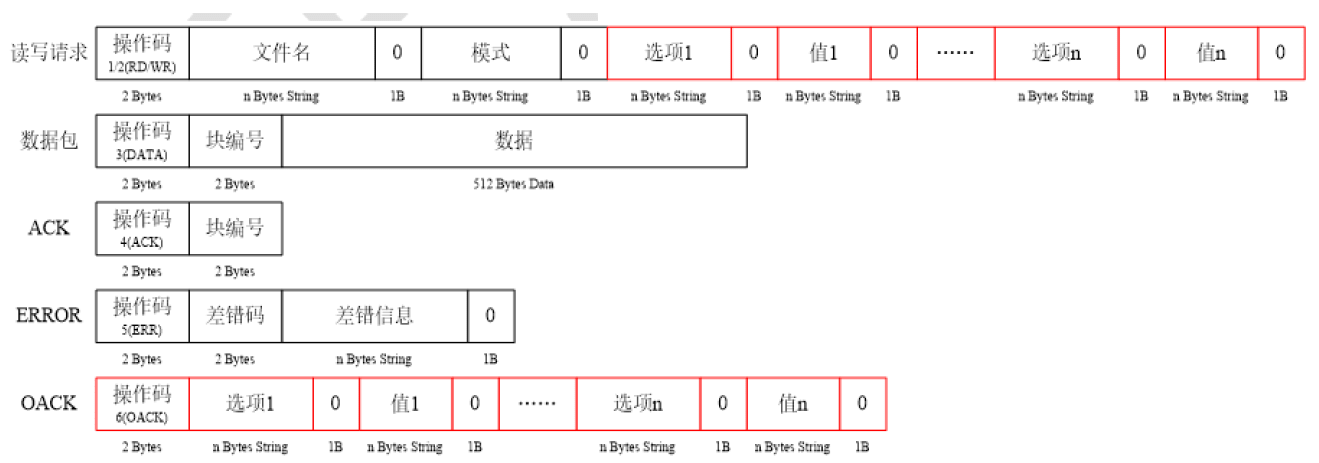 读写请求 操作码 文件名 0 模式 0 选项1 0 值1 0 …… 选项n 0 值n 0
1/2(RD/WR)
2 Bytes n Bytes String 1B n Bytes String 1B n Bytes String 1B n Bytes String 1B n Bytes String 1B n Bytes String 1B
数据包 操作码 块编号 数据
3(DATA)
2 Bytes 2 Bytes 512 Bytes Data
ACK 操作码 块编号
4(ACK)
2 Bytes 2 Bytes
ERROR 操作码 差错码 差错信息 0
5(ERR)
2 Bytes 2 Bytes n Bytes String 1B
OACK 操作码 选项1 0 值1 0 …… 选项n 0 值n 0
6(OACK)
2 Bytes n Bytes String 1B n Bytes String 1B n Bytes String 1B n Bytes String 1B